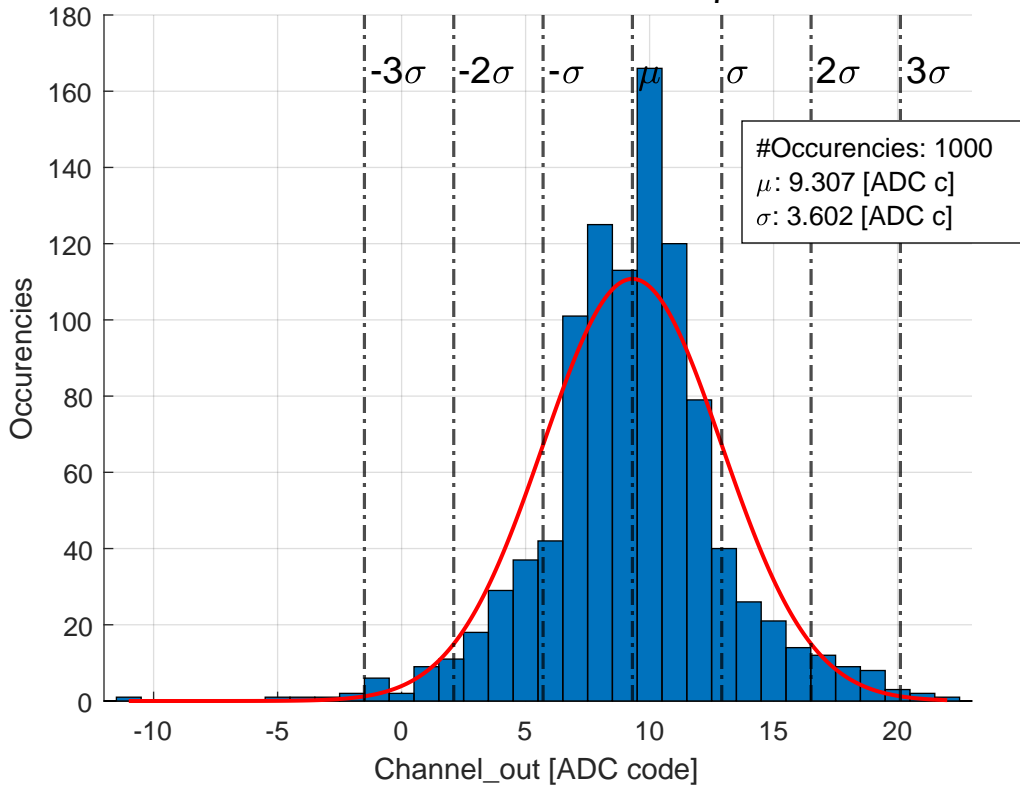 180
160
140
120
100
80
60
40
20
0
Occurencies
-3σ -2σ -σ μ σ 2σ 3σ
#Occurencies: 1000
μ: 9.307 [ADC c]
σ: 3.602 [ADC c]
-10 -5 0 5 10 15 20
Channel_out [ADC code]